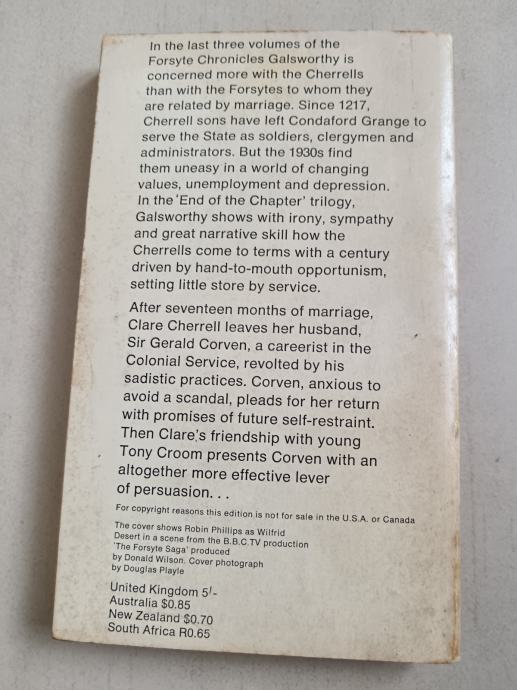 In the last three volumes of the
Forsyte Chronicles Galsworthy is
concerned more with the Cherrells
than with the Forsytes to whom they
are related by marriage. Since 1217,
Cherrell sons have left Condaford Grange to
serve the State as soldiers, clergymen and
administrators. But the 1930s find
them uneasy in a world of changing
values, unemployment and depression.
In the 'End of the Chapter' trilogy,
Galsworthy shows with irony, sympathy
and great narrative skill how the
Cherrells come to terms with a century
driven by hand-to-mouth opportunism,
setting little store by service.
After seventeen months of marriage,
Clare Cherrell leaves her husband,
Sir Gerald Corven, a careerist in the
Colonial Service, revolted by his
sadistic practices. Corven, anxious to
avoid a scandal, pleads for her return
with promises of future self-restraint.
Then Clare's friendship with young
Tony Croom presents Corven with an
altogether more effective lever
of persuasion. . .
For copyright reasons this edition is not for sale in the U.S.A. or Canada
The cover shows Robin Phillips as Wilfrid
Desert in a scene from the B.B.C.TV production
'The Forsyte Saga' produced
by Donald Wilson. Cover photograph
by Douglas Playle
United Kingdom 5/-
Australia $0.85
New Zealand $0.70
South Africa R0.65